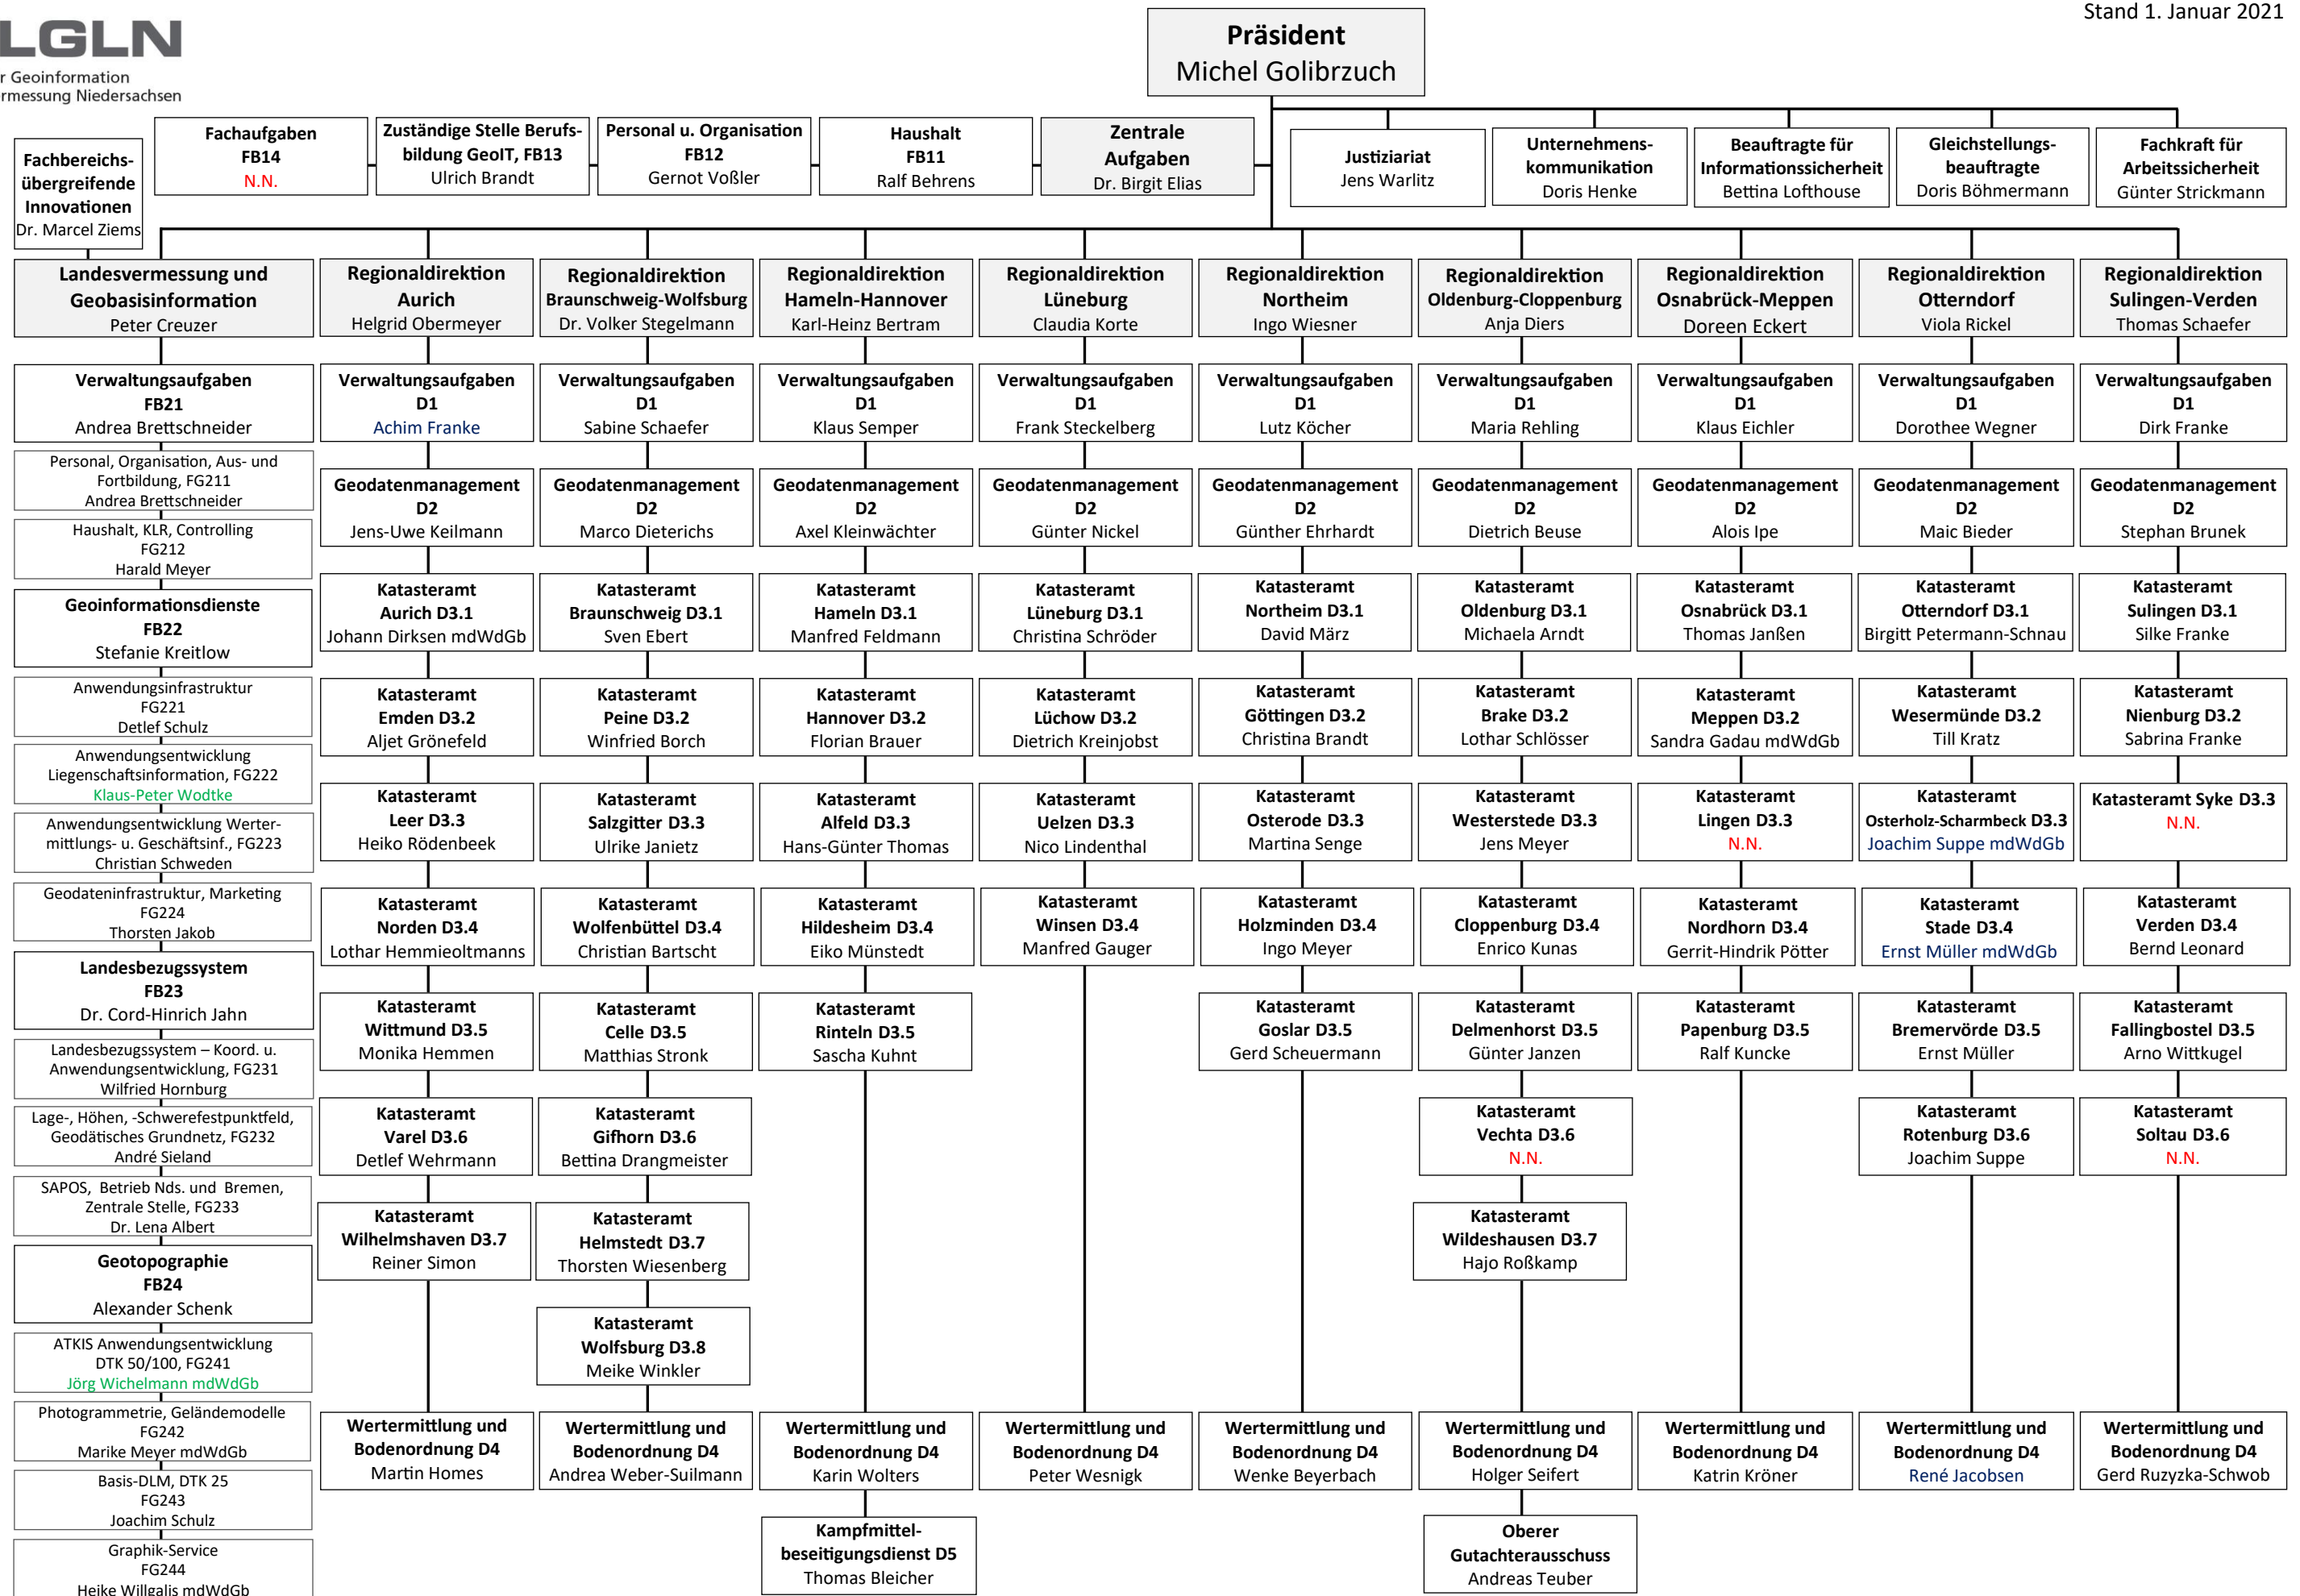 Stand 1. Januar 2021
LGLN
r Geoinformation
rmessung Niedersachsen
Präsident
Michel Golibrzuch
Fachbereichs-
übergreifende
Innovationen
Dr. Marcel Ziems
Fachaufgaben
FB14
N.N.
Zuständige Stelle Berufs-
bildung GeoIT, FB13
Ulrich Brandt
Personal u. Organisation
FB12
Gernot Voßler
Haushalt
FB11
Ralf Behrens
Zentrale
Aufgaben
Dr. Birgit Elias
Justiziariat
Jens Warlitz
Unternehmens-
kommunikation
Doris Henke
Beauftragte für
Informationssicherheit
Bettina Lofthouse
Gleichstellungs-
beauftragte
Doris Böhmermann
Fachkraft für
Arbeitssicherheit
Günter Strickmann
Landesvermessung und
Geobasisinformation
Peter Creuzer
Verwaltungsaufgaben
FB21
Andrea Brettschneider
Personal, Organisation, Aus- und
Fortbildung, FG211
Andrea Brettschneider
Haushalt, KLR, Controlling
FG212
Harald Meyer
Geoinformationsdienste
FB22
Stefanie Kreitlow
Anwendungsinfrastruktur
FG221
Detlef Schulz
Anwendungsentwicklung
Liegenschaftsinformation, FG222
Klaus-Peter Wodtke
Anwendungsentwicklung Werter-
mittlungs- u. Geschäftsinf., FG223
Christian Schweden
Geodateninfrastruktur, Marketing
FG224
Thorsten Jakob
Landesbezugssystem
FB23
Dr. Cord-Hinrich Jahn
Landesbezugssystem – Koord. u.
Anwendungsentwicklung, FG231
Wilfried Hornburg
Lage-, Höhen, -Schwerefestpunktfeld,
Geodätisches Grundnetz, FG232
André Sieland
SAPOS, Betrieb Nds. und Bremen,
Zentrale Stelle, FG233
Dr. Lena Albert
Geotopographie
FB24
Alexander Schenk
ATKIS Anwendungsentwicklung
DTK 50/100, FG241
Jörg Wichelmann mdWdGb
Photogrammetrie, Geländemodelle
FG242
Marike Meyer mdWdGb
Basis-DLM, DTK 25
FG243
Joachim Schulz
Graphik-Service
FG244
Heike Willgalis mdWdGb
Regionaldirektion
Aurich
Helgrid Obermeyer
Verwaltungsaufgaben
D1
Achim Franke
Geodatenmanagement
D2
Jens-Uwe Keilmann
Katasteramt
Aurich D3.1
Johann Dirksen mdWdGb
Katasteramt
Emden D3.2
Aljet Grönefeld
Katasteramt
Leer D3.3
Heiko Rödenbeek
Katasteramt
Norden D3.4
Lothar Hemmieoltmanns
Katasteramt
Wittmund D3.5
Monika Hemmen
Katasteramt
Varel D3.6
Detlef Wehrmann
Katasteramt
Wilhelmshaven D3.7
Reiner Simon
Wertermittlung und
Bodenordnung D4
Martin Homes
Regionaldirektion
Braunschweig-Wolfsburg
Dr. Volker Stegelmann
Verwaltungsaufgaben
D1
Sabine Schaefer
Geodatenmanagement
D2
Marco Dieterichs
Katasteramt
Braunschweig D3.1
Sven Ebert
Katasteramt
Peine D3.2
Winfried Borch
Katasteramt
Salzgitter D3.3
Ulrike Janietz
Katasteramt
Wolfenbüttel D3.4
Christian Bartscht
Katasteramt
Celle D3.5
Matthias Stronk
Katasteramt
Gifhorn D3.6
Bettina Drangmeister
Katasteramt
Helmstedt D3.7
Thorsten Wiesenberg
Katasteramt
Wolfsburg D3.8
Meike Winkler
Wertermittlung und
Bodenordnung D4
Andrea Weber-Suilmann
Regionaldirektion
Hameln-Hannover
Karl-Heinz Bertram
Verwaltungsaufgaben
D1
Klaus Semper
Geodatenmanagement
D2
Axel Kleinwächter
Katasteramt
Hameln D3.1
Manfred Feldmann
Katasteramt
Hannover D3.2
Florian Brauer
Katasteramt
Alfeld D3.3
Hans-Günter Thomas
Katasteramt
Hildesheim D3.4
Eiko Münstedt
Katasteramt
Rinteln D3.5
Sascha Kuhnt
Wertermittlung und
Bodenordnung D4
Karin Wolters
Kampfmittel-
beseitigungsdienst D5
Thomas Bleicher
Regionaldirektion
Lüneburg
Claudia Korte
Verwaltungsaufgaben
D1
Frank Steckelberg
Geodatenmanagement
D2
Günter Nickel
Katasteramt
Lüneburg D3.1
Christina Schröder
Katasteramt
Lüchow D3.2
Dietrich Kreinjobst
Katasteramt
Uelzen D3.3
Nico Lindenthal
Katasteramt
Winsen D3.4
Manfred Gauger
Wertermittlung und
Bodenordnung D4
Peter Wesnigk
Regionaldirektion
Northeim
Ingo Wiesner
Verwaltungsaufgaben
D1
Lutz Köcher
Geodatenmanagement
D2
Günther Ehrhardt
Katasteramt
Northeim D3.1
David März
Katasteramt
Göttingen D3.2
Christina Brandt
Katasteramt
Osterode D3.3
Martina Senge
Katasteramt
Holzminden D3.4
Ingo Meyer
Katasteramt
Goslar D3.5
Gerd Scheuermann
Wertermittlung und
Bodenordnung D4
Wenke Beyerbach
Regionaldirektion
Oldenburg-Cloppenburg
Anja Diers
Verwaltungsaufgaben
D1
Maria Rehling
Geodatenmanagement
D2
Dietrich Beuse
Katasteramt
Oldenburg D3.1
Michaela Arndt
Katasteramt
Brake D3.2
Lothar Schlösser
Katasteramt
Westerstede D3.3
Jens Meyer
Katasteramt
Cloppenburg D3.4
Enrico Kunas
Katasteramt
Delmenhorst D3.5
Günter Janzen
Katasteramt
Vechta D3.6
N.N.
Katasteramt
Wildeshausen D3.7
Hajo Roßkamp
Wertermittlung und
Bodenordnung D4
Holger Seifert
Oberer
Gutachterausschuss
Andreas Teuber
Regionaldirektion
Osnabrück-Meppen
Doreen Eckert
Verwaltungsaufgaben
D1
Klaus Eichler
Geodatenmanagement
D2
Alois Ipe
Katasteramt
Osnabrück D3.1
Thomas Janßen
Katasteramt
Meppen D3.2
Sandra Gadau mdWdGb
Katasteramt
Lingen D3.3
N.N.
Katasteramt
Nordhorn D3.4
Gerrit-Hindrik Pötter
Katasteramt
Papenburg D3.5
Ralf Kuncke
Wertermittlung und
Bodenordnung D4
Katrin Kröner
Regionaldirektion
Otterndorf
Viola Rickel
Verwaltungsaufgaben
D1
Dorothee Wegner
Geodatenmanagement
D2
Maic Bieder
Katasteramt
Otterndorf D3.1
Birgitt Petermann-Schnau
Katasteramt
Wesermünde D3.2
Till Kratz
Katasteramt
Osterholz-Scharmbeck D3.3
Joachim Suppe mdWdGb
Katasteramt
Stade D3.4
Ernst Müller mdWdGb
Katasteramt
Bremervörde D3.5
Ernst Müller
Katasteramt
Rotenburg D3.6
Joachim Suppe
Wertermittlung und
Bodenordnung D4
René Jacobsen
Regionaldirektion
Sulingen-Verden
Thomas Schaefer
Verwaltungsaufgaben
D1
Dirk Franke
Geodatenmanagement
D2
Stephan Brunek
Katasteramt
Sulingen D3.1
Silke Franke
Katasteramt
Nienburg D3.2
Sabrina Franke
Katasteramt Syke D3.3
N.N.
Katasteramt
Verden D3.4
Bernd Leonard
Katasteramt
Fallingbostel D3.5
Arno Wittkugel
Katasteramt
Soltau D3.6
N.N.
Wertermittlung und
Bodenordnung D4
Gerd Ruzyzka-Schwob